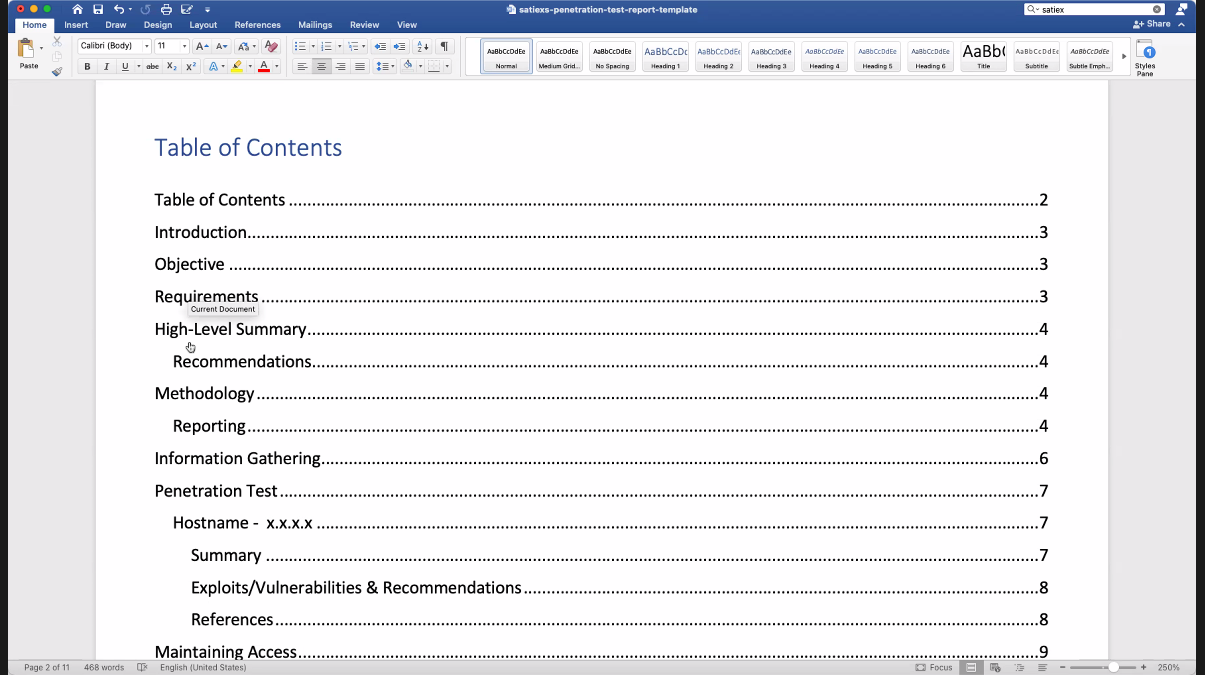 satiexs-penetration-test-report-template
satiex
Home Insert Draw Design Layout References Mailings Review View
Share
Paste
Calibri (Body) 11
B I U abc X2 X2 A A
AaBbCcDdEe AaBbCcDdEe AaBbCcDdEe AaBbCcDc AaBbCcDdEe AaBbCcDdEe AaBbCcDdEe AaBbCcDdEe AaBbCcDdEe AaBb( AaBbCcDdEe AaBbCcDdEe
Normal Medium Grid... No Spacing Heading 1 Heading 2 Heading 3 Heading 4 Heading 5 Heading 6 Title Subtitle Subtle Emph...
Styles
Pane
Table of Contents
Table of Contents ........ 2
Introduction........ 3
Objective ........ 3
Requirements ........ 3
Current Document
High-Level Summary........ 4
Recommendations........ 4
Methodology ........ 4
Reporting........ 4
Information Gathering........ 6
Penetration Test ........ 7
Hostname - x.x.x.x ........ 7
Summary ........ 7
Exploits/Vulnerabilities & Recommendations ........ 8
References ........ 8
Maintaining Access........ 9
Page 2 of 11 468 words English (United States) Focus 250%